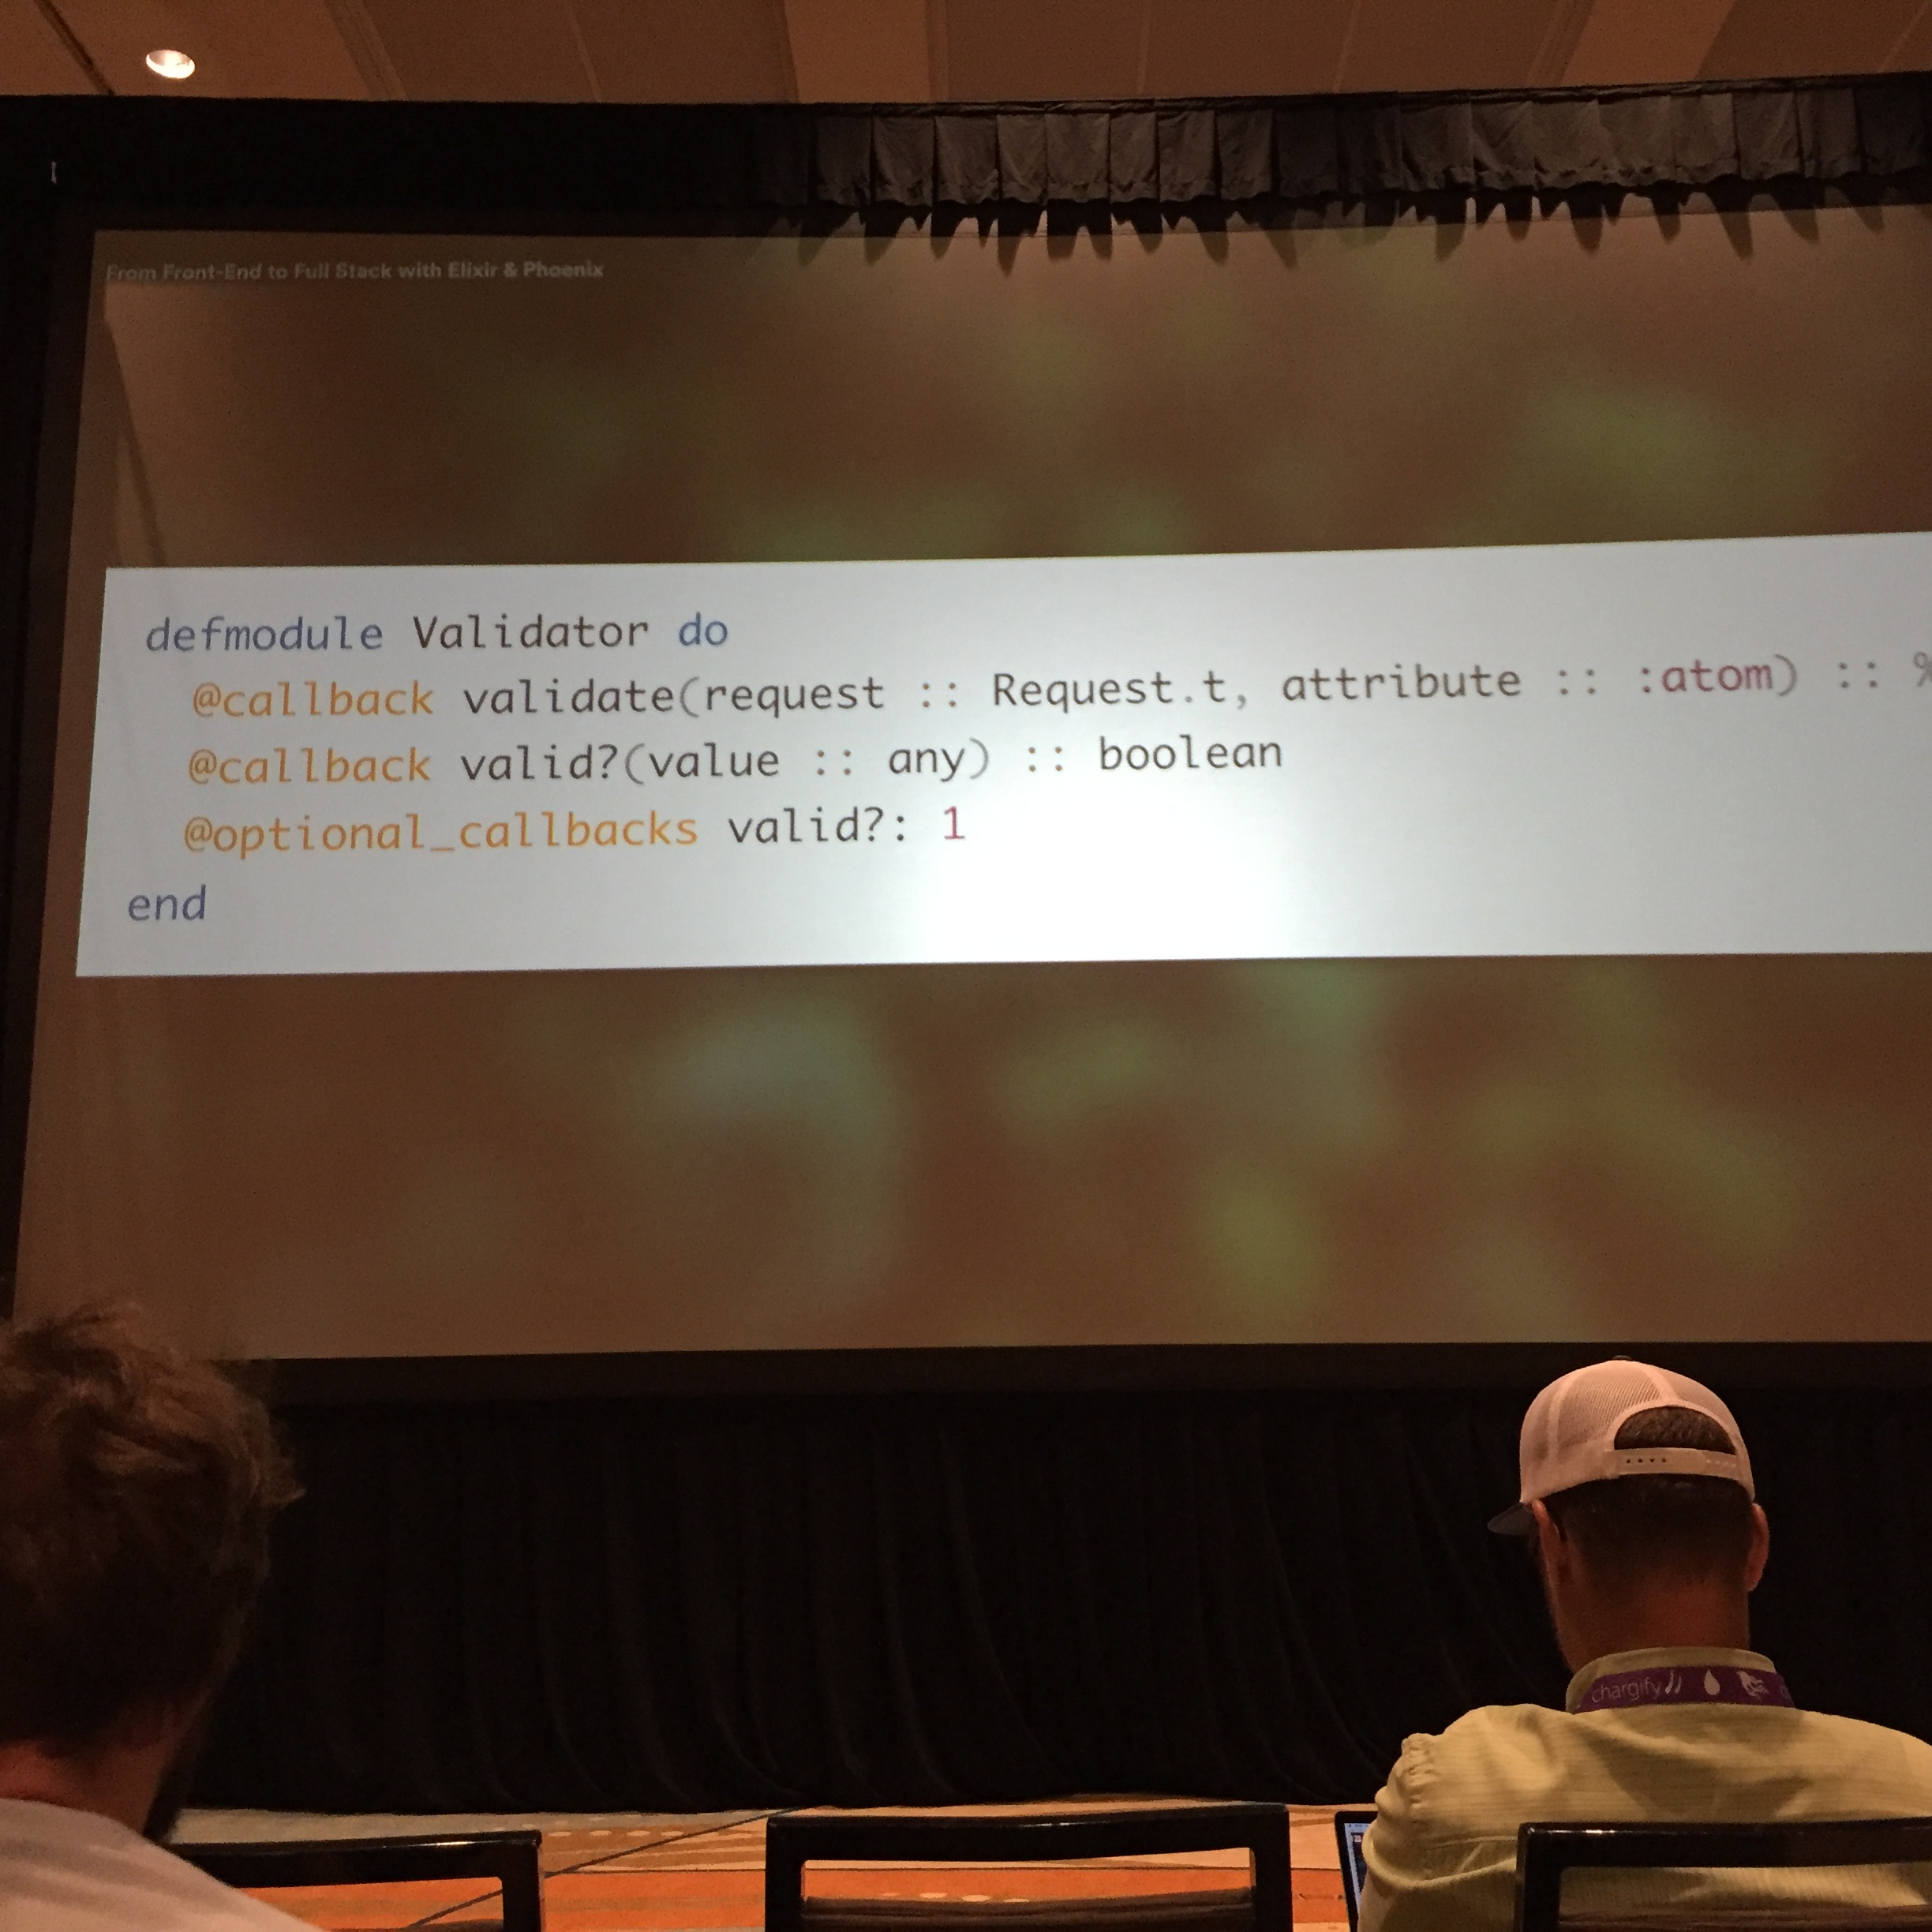 From Front-End to Full Stack with Elixir & Phoenix
defmodule Validator do
@callback validate(request :: Request.t, attribute :: :atom) :: %
@callback valid?(value :: any) :: boolean
@optional_callbacks valid?: 1
end
chargify